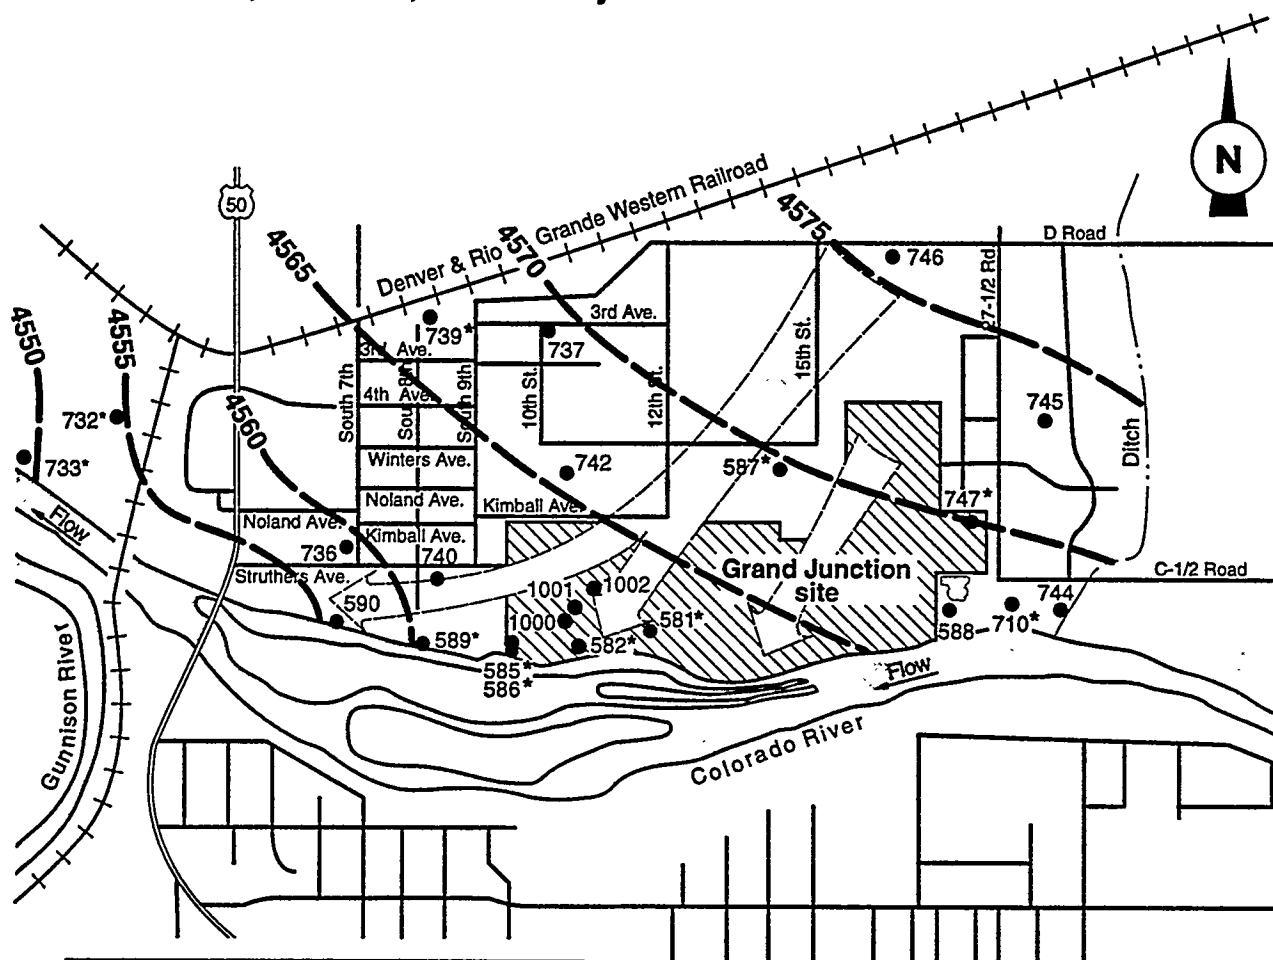 50
N
Denver & Rio Grande Western Railroad
4575
4570
4565
D Road
746
27-1/2 Rd
4550
4555
739*
3rd Ave.
737
3rd Ave.
15th St.
South 7th
South 9th
10th St.
12th St.
4th Ave.
4560
732*
745
Ditch
733*
Winters Ave.
742
587*
Noland Ave.
Kimball Ave.
747*
Flow
Noland Ave.
Kimball Ave.
736
740
Struthers Ave.
Grand Junction
site
C-1/2 Road
590
1001
1002
1000
581*
744
588
710*
589*
582*
585*
586*
Flow
Gunnison River
Colorado River